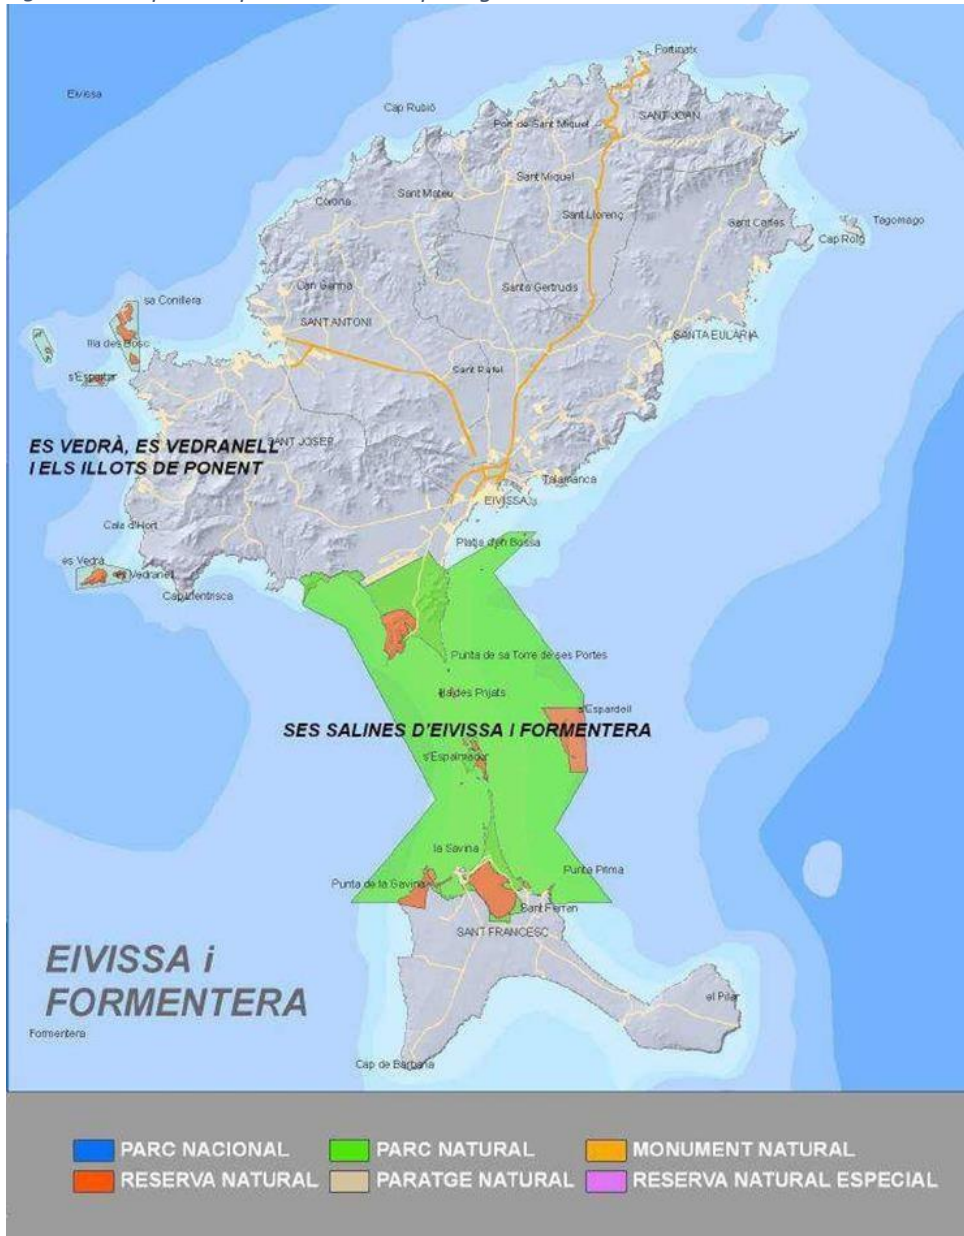 Portinatx
Eivissa
Cap Rubió
Port de Sant Miquel
SANT JOAN
Sant Miquel
Sant Mateu
Corona
Sant Llorenç
Sant Carles
Tagomago
Cap Roig
Santa Gertrudis
sa Conillera
SANT ANTONI
SANTA EULÀRIA
Illa des Bosc
Sant Rafel
s'Espartar
ES VEDRÀ, ES VEDRANELL
I ELS ILLOTS DE PONENT
SANT JOSEP
Talamanca
EIVISSA
Cala d'Hort
Platja d'en Bossa
es Vedrà
es Vedranell
Cap Llentrisca
Punta de sa Torre de ses Portes
s'Espardell
SES SALINES D'EIVISSA I FORMENTERA
s'Espalmador
la Savina
Punta Prima
Punta de la Gavina
Sant Ferran
SANT FRANCESC
EIVISSA i
FORMENTERA
el Pilar
Formentera
Cap de Barbaria
PARC NACIONAL
PARC NATURAL
MONUMENT NATURAL
RESERVA NATURAL
PARATGE NATURAL
RESERVA NATURAL ESPECIAL